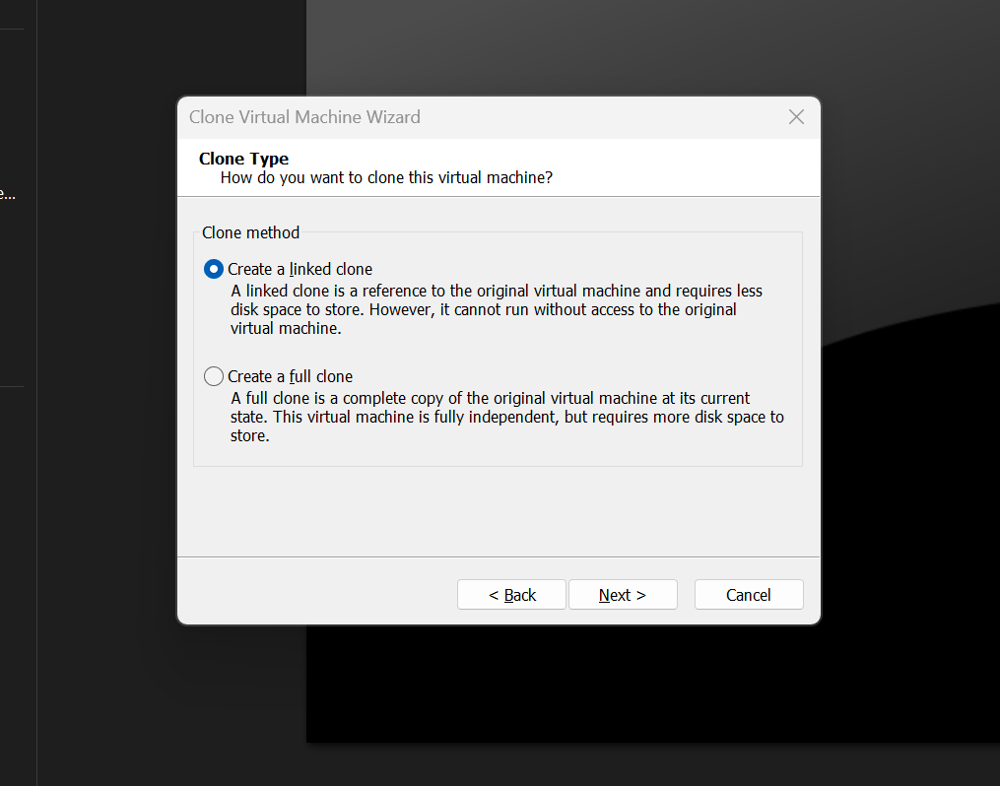 Clone Virtual Machine Wizard
Clone Type
How do you want to clone this virtual machine?
e...
Clone method
Create a linked clone
A linked clone is a reference to the original virtual machine and requires less
disk space to store. However, it cannot run without access to the original
virtual machine.
Create a full clone
A full clone is a complete copy of the original virtual machine at its current
state. This virtual machine is fully independent, but requires more disk space to
store.
< Back Next > Cancel